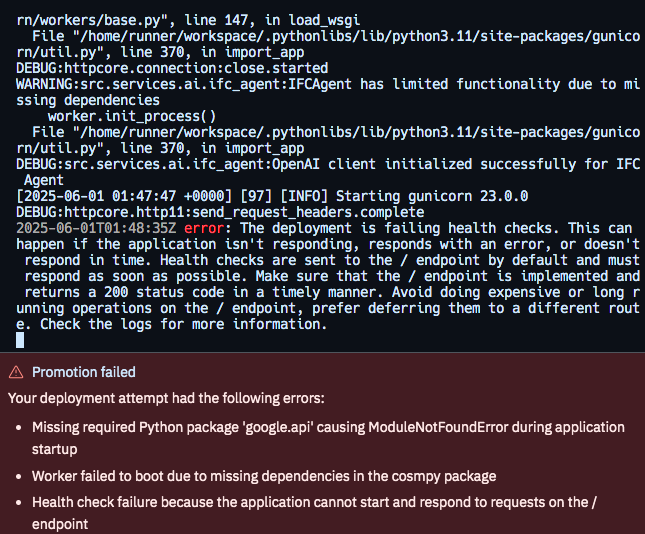 rn/workers/base.py", line 147, in load_wsgi
  File "/home/runner/workspace/.pythonlibs/lib/python3.11/site-packages/gunico
rn/util.py", line 370, in import_app
DEBUG:httpcore.connection:close.started
WARNING:src.services.ai.ifc_agent:IFCAgent has limited functionality due to mi
ssing dependencies
    worker.init_process()
  File "/home/runner/workspace/.pythonlibs/lib/python3.11/site-packages/gunico
rn/util.py", line 370, in import_app
DEBUG:src.services.ai.ifc_agent:OpenAI client initialized successfully for IFC
 Agent
[2025-06-01 01:47:47 +0000] [97] [INFO] Starting gunicorn 23.0.0
DEBUG:httpcore.http11:send_request_headers.complete
2025-06-01T01:48:35Z error: The deployment is failing health checks. This can 
happen if the application isn't responding, responds with an error, or doesn't
 respond in time. Health checks are sent to the / endpoint by default and must
 respond as soon as possible. Make sure that the / endpoint is implemented and
 returns a 200 status code in a timely manner. Avoid doing expensive or long r
unning operations on the / endpoint, prefer deferring them to a different rout
e. Check the logs for more information.
Promotion failed
Your deployment attempt had the following errors:
• Missing required Python package 'google.api' causing ModuleNotFoundError during application
startup
• Worker failed to boot due to missing dependencies in the cosmpy package
• Health check failure because the application cannot start and respond to requests on the /
endpoint